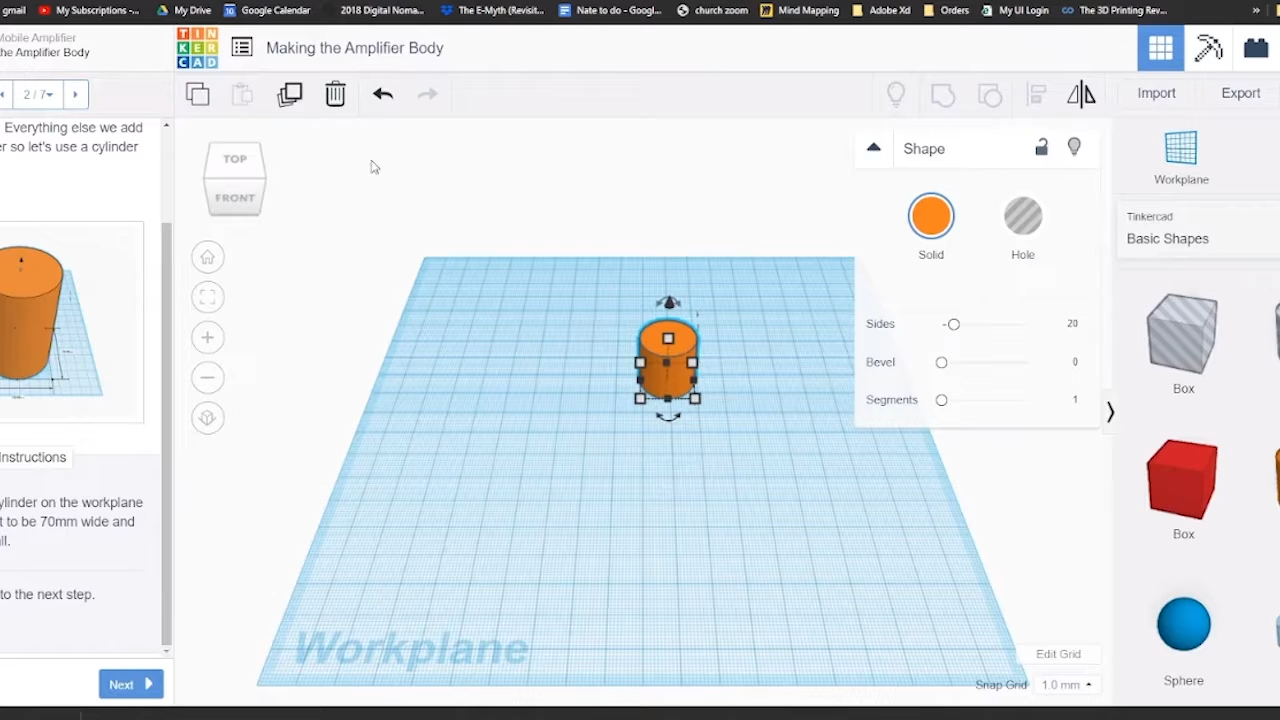 gmail
My Subscriptions -...
My Drive
Google Calendar
2018 Digital Noma...
The E-Myth (Revisit...
Nate to do - Googl...
church zoom
Mind Mapping
Adobe Xd
Orders
My UI Login
The 3D Printing Rev...
»
Mobile Amplifier
the Amplifier Body
TIN
KER
CAD
Making the Amplifier Body
2 / 7
Import
Export
Everything else we add
er so let's use a cylinder
TOP
FRONT
Shape
Solid
Hole
Sides
20
Bevel
0
Segments
1
Workplane
Tinkercad
Basic Shapes
Box
Box
Sphere
Instructions
ylinder on the workplane
t to be 70mm wide and
ll.
to the next step.
Next
Workplane
Edit Grid
Snap Grid
1.0 mm